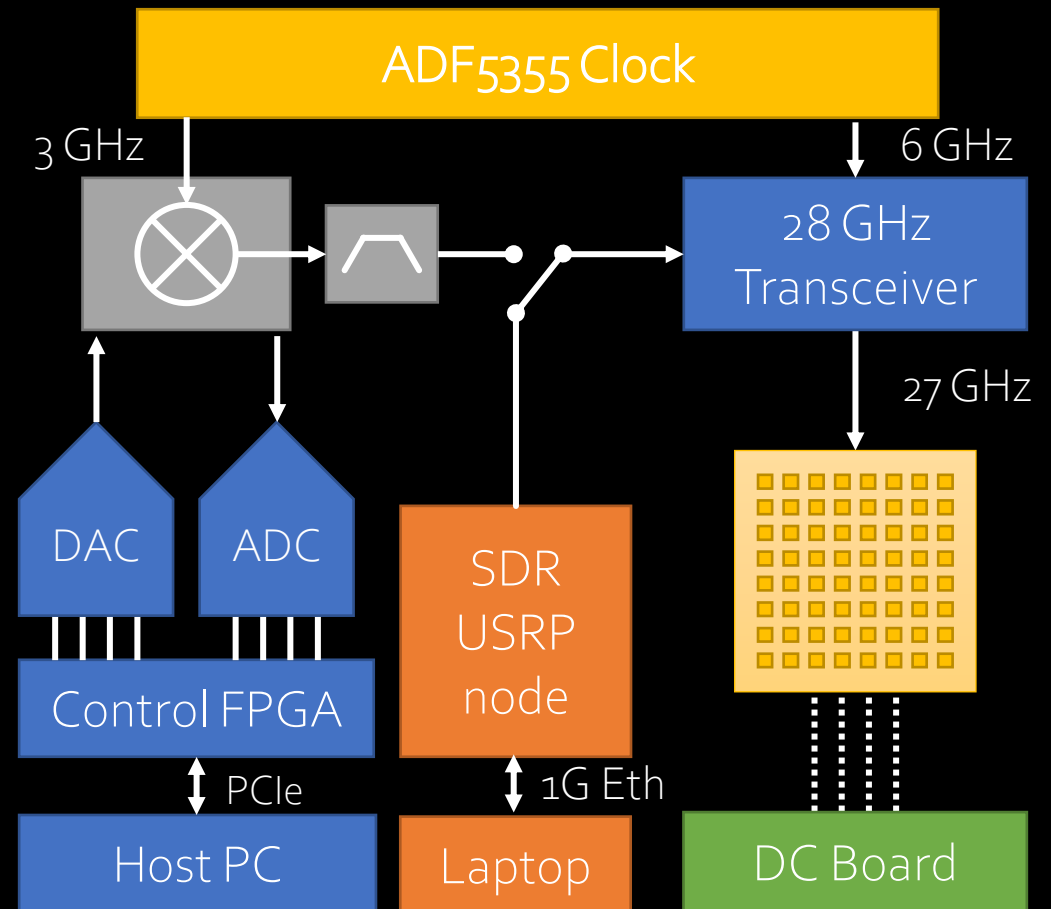 ADF5355 Clock
3 GHz
6 GHz
28 GHz
Transceiver
27 GHz
DAC
ADC
SDR
USRP
node
Control FPGA
PCIe
1G Eth
Host PC
Laptop
DC Board